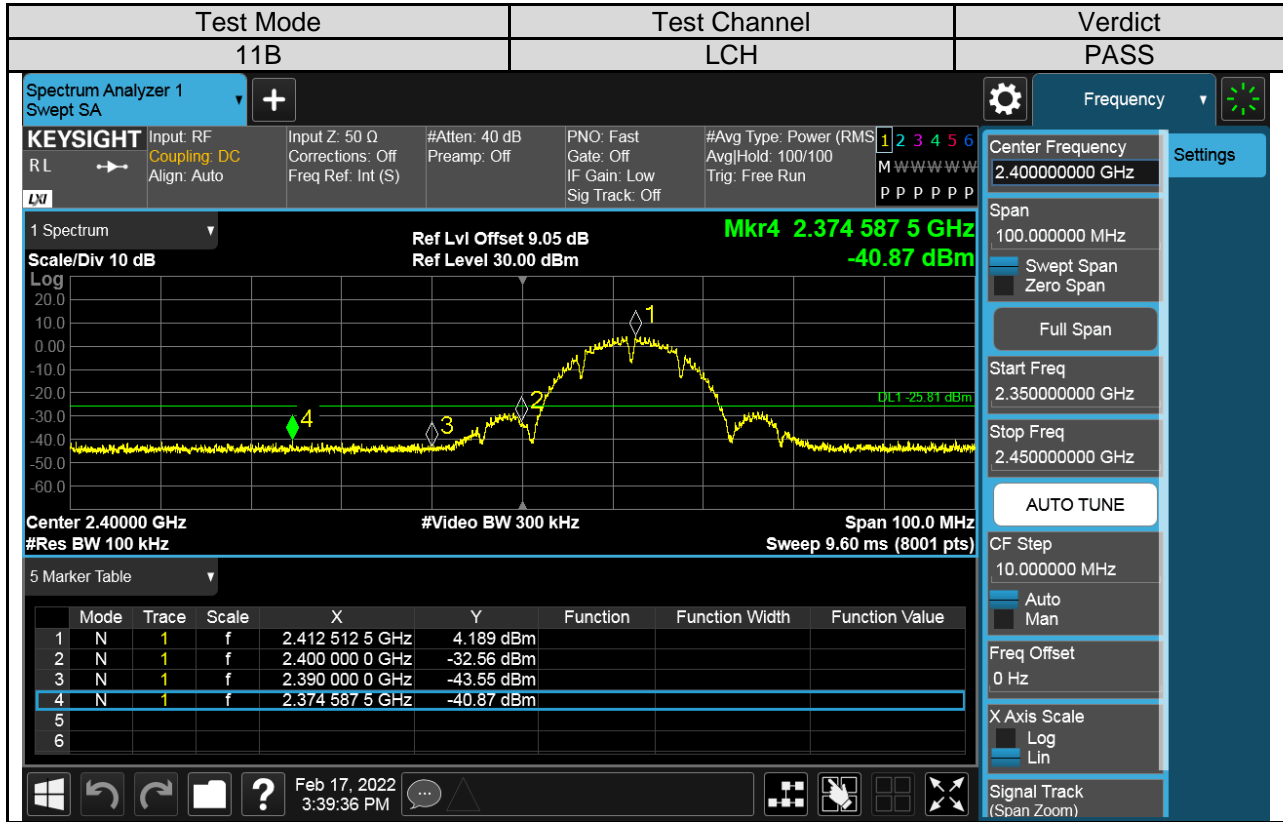 Test Mode Test Channel Verdict
11B LCH PASS
Spectrum Analyzer 1
Swept SA
+
Frequency
KEYSIGHT
RL
LXI
Input: RF
Coupling: DC
Align: Auto
Input Z: 50 Ω
Corrections: Off
Freq Ref: Int (S)
#Atten: 40 dB
Preamp: Off
PNO: Fast
Gate: Off
IF Gain: Low
Sig Track: Off
#Avg Type: Power (RMS
Avg|Hold: 100/100
Trig: Free Run
1 2 3 4 5 6
M W W W W W
P P P P P P
1 Spectrum
Scale/Div 10 dB
Ref Lvl Offset 9.05 dB
Ref Level 30.00 dBm
Mkr4 2.374 587 5 GHz
-40.87 dBm
Log
20.0
10.0
0.00
-10.0
-20.0
-30.0
-40.0
-50.0
-60.0
1
2
3
4
DL1 -25.81 dBm
Center 2.40000 GHz #Video BW 300 kHz Span 100.0 MHz
#Res BW 100 kHz Sweep 9.60 ms (8001 pts)
5 Marker Table
Mode Trace Scale X Y Function Function Width Function Value
1 N 1 f 2.412 512 5 GHz 4.189 dBm
2 N 1 f 2.400 000 0 GHz -32.56 dBm
3 N 1 f 2.390 000 0 GHz -43.55 dBm
4 N 1 f 2.374 587 5 GHz -40.87 dBm
5
6
?
Feb 17, 2022
3:39:36 PM
Center Frequency
2.400000000 GHz
Settings
Span
100.000000 MHz
Swept Span
Zero Span
Full Span
Start Freq
2.350000000 GHz
Stop Freq
2.450000000 GHz
AUTO TUNE
CF Step
10.000000 MHz
Auto
Man
Freq Offset
0 Hz
X Axis Scale
Log
Lin
Signal Track
(Span Zoom)